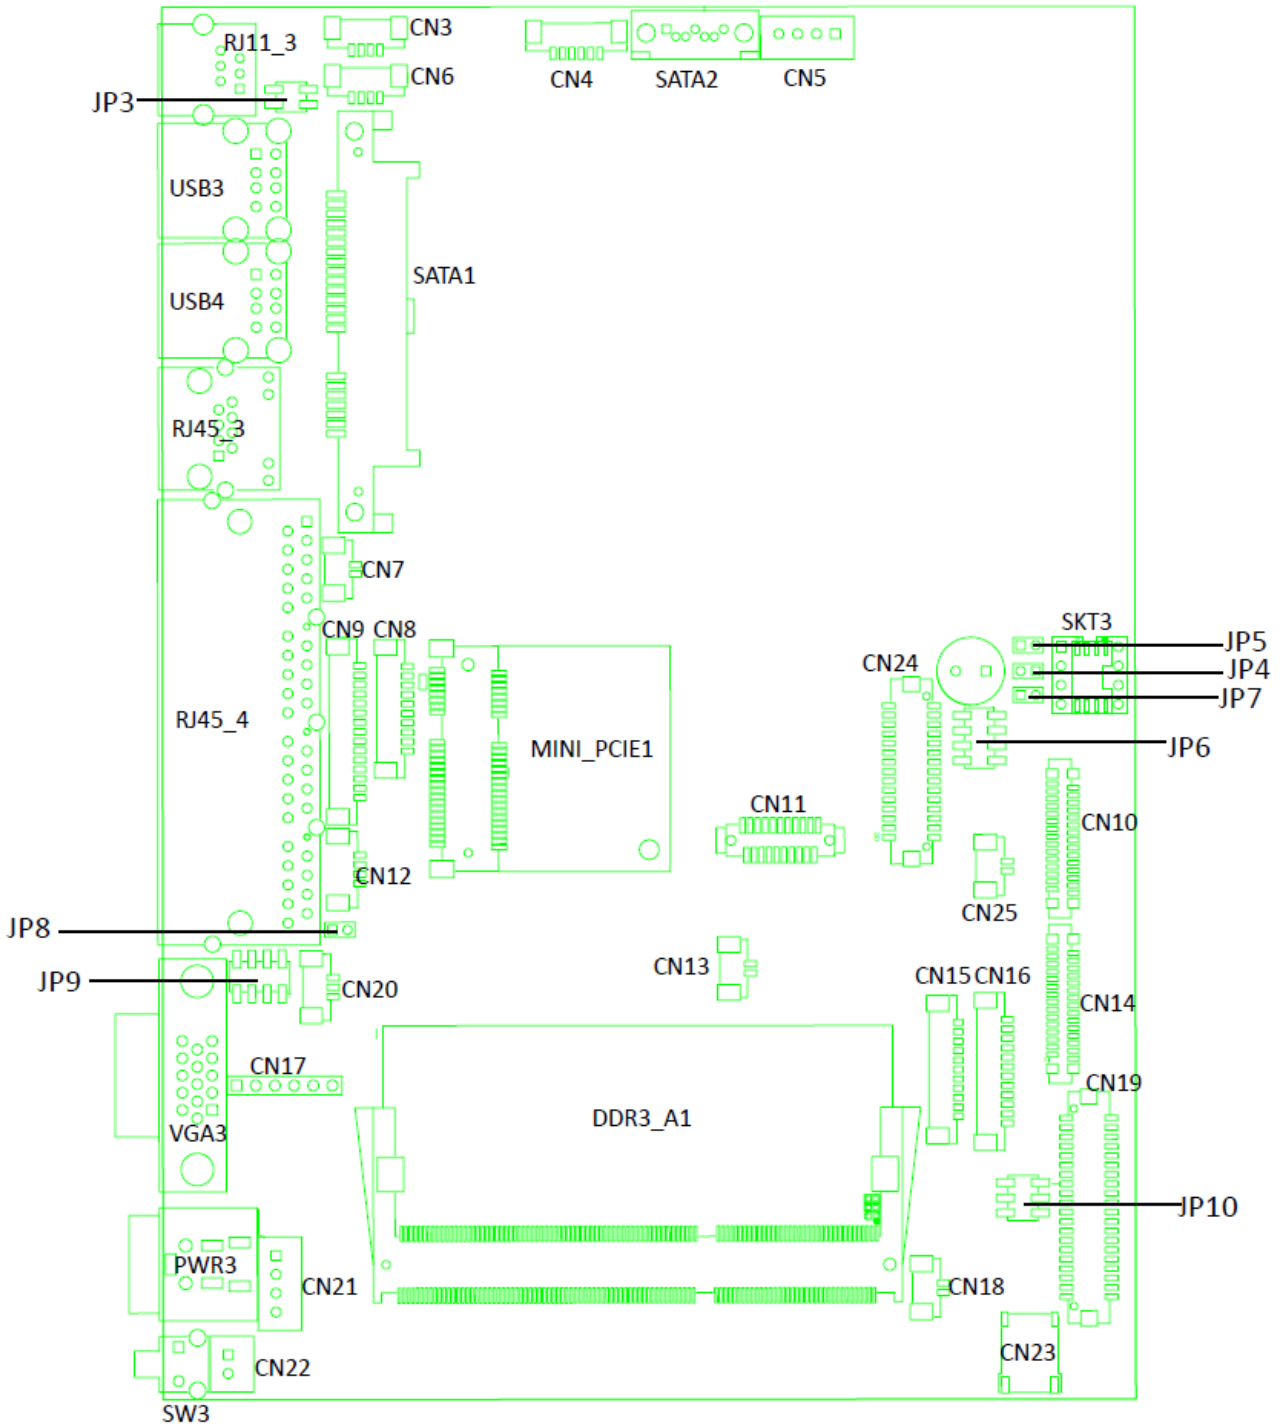 CN3
RJ11_3
CN6
CN4
SATA2
CN5
JP3
USB3
SATA1
USB4
RJ45_3
CN7
CN9
CN8
SKT3
JP5
CN24
JP4
JP7
RJ45_4
MINI_PCIE1
JP6
CN11
CN10
CN12
CN25
JP8
CN13
JP9
CN20
CN15
CN16
CN14
CN17
CN19
DDR3_A1
VGA3
JP10
PWR3
CN21
CN18
CN22
CN23
SW3